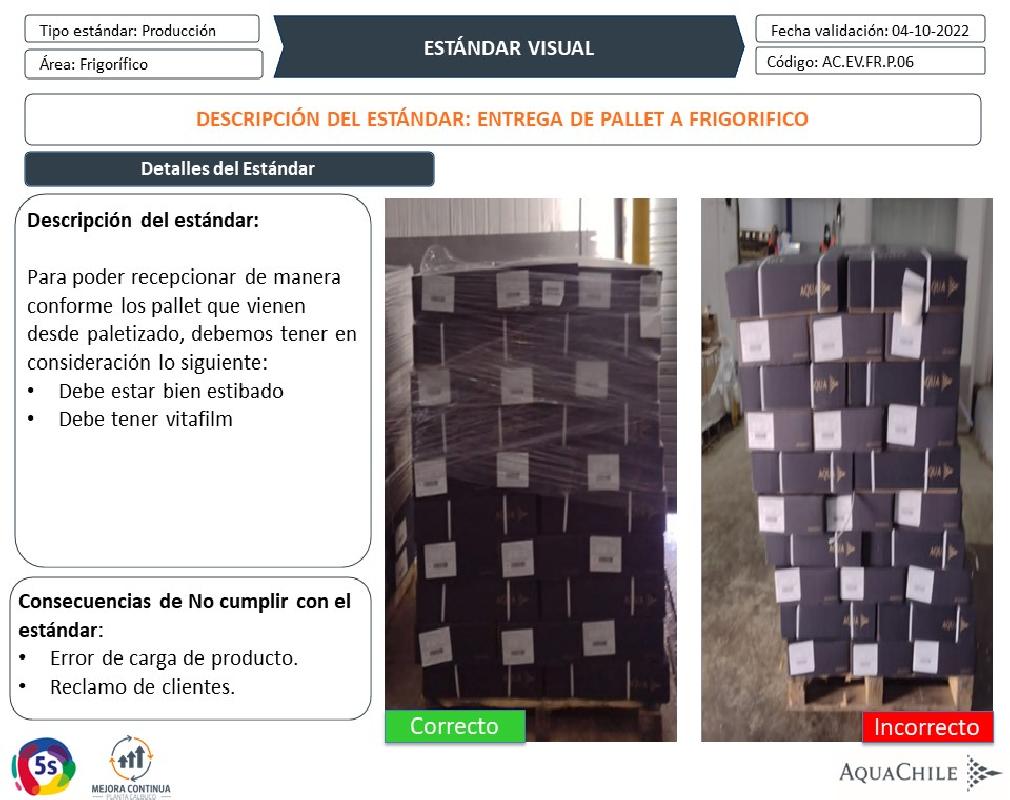 Tipo estándar: Producción
Área: Frigorífico
ESTÁNDAR VISUAL
Fecha validación: 04-10-2022
Código: AC.EV.FR.P.06
DESCRIPCIÓN DEL ESTÁNDAR: ENTREGA DE PALLET A FRIGORIFICO
Detalles del Estándar
Descripción del estándar:
Para poder recepcionar de manera
conforme los pallet que vienen
desde paletizado, debemos tener en
consideración lo siguiente:
• Debe estar bien estibado
• Debe tener vitafilm
Consecuencias de No cumplir con el
estándar:
• Error de carga de producto.
• Reclamo de clientes.
Correcto
Incorrecto
5s
MEJORA CONTINUA
PLANTA CALBUCO
AQUACHILE